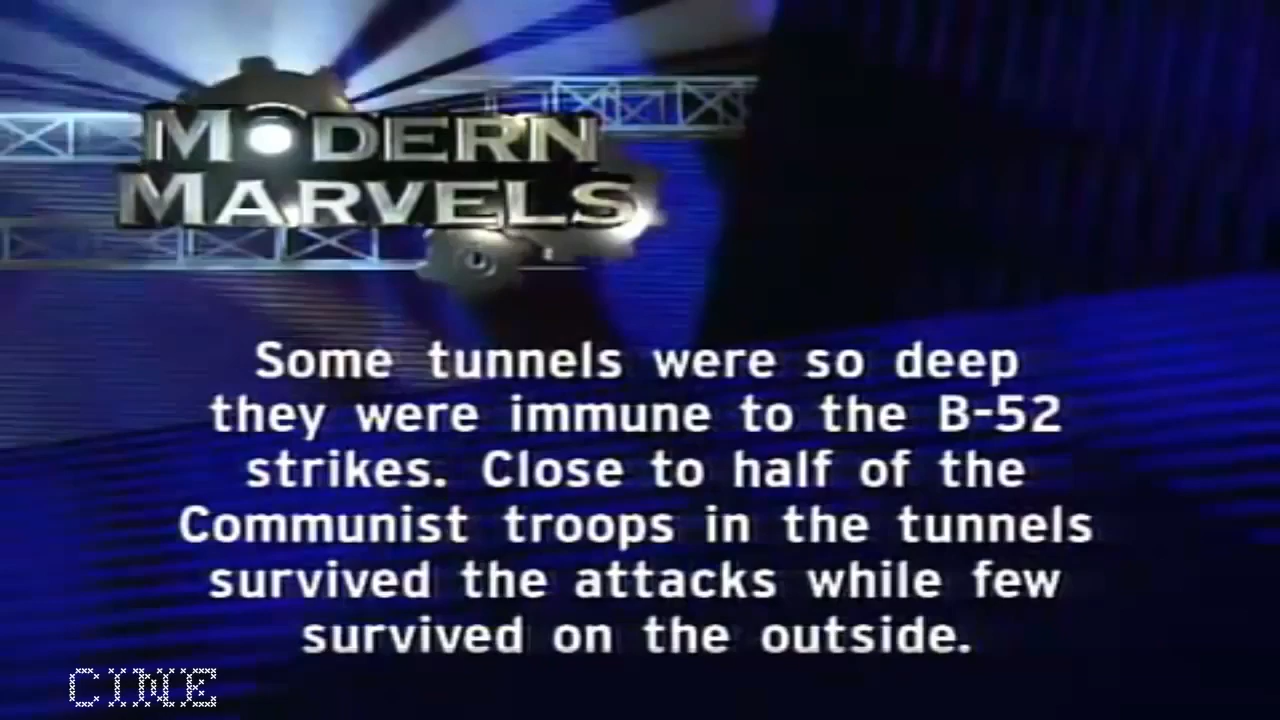 MODERN
MARVELS
Some tunnels were so deep
they were immune to the B-52
strikes. Close to half of the
Communist troops in the tunnels
survived the attacks while few
survived on the outside.
CINE